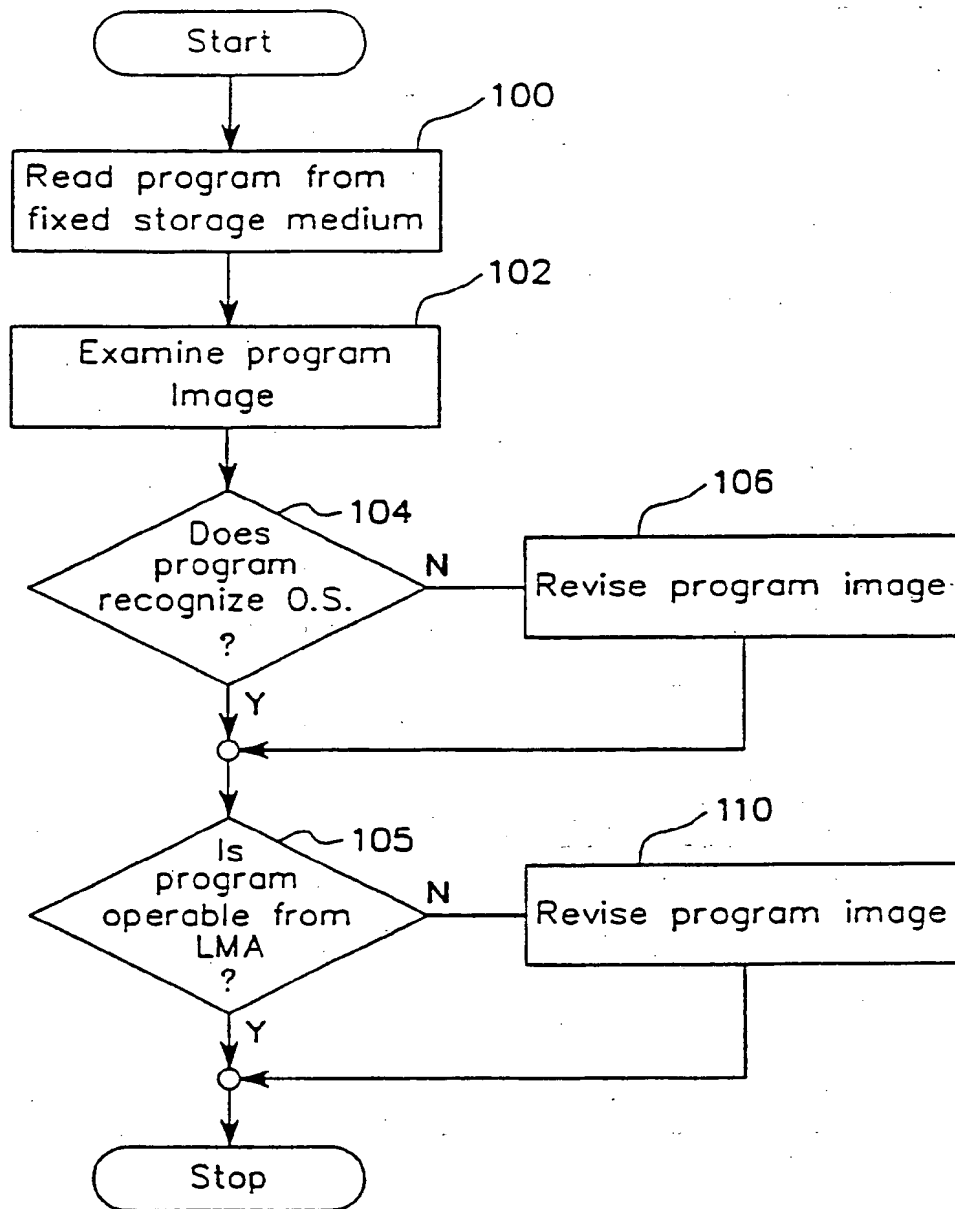 Start
100
Read program from
fixed storage medium
102
Examine program
Image
104
Does
program
recognize O.S.
?
N
106
Revise program image
Y
105
Is
program
operable from
LMA
?
N
110
Revise program image
Y
Stop